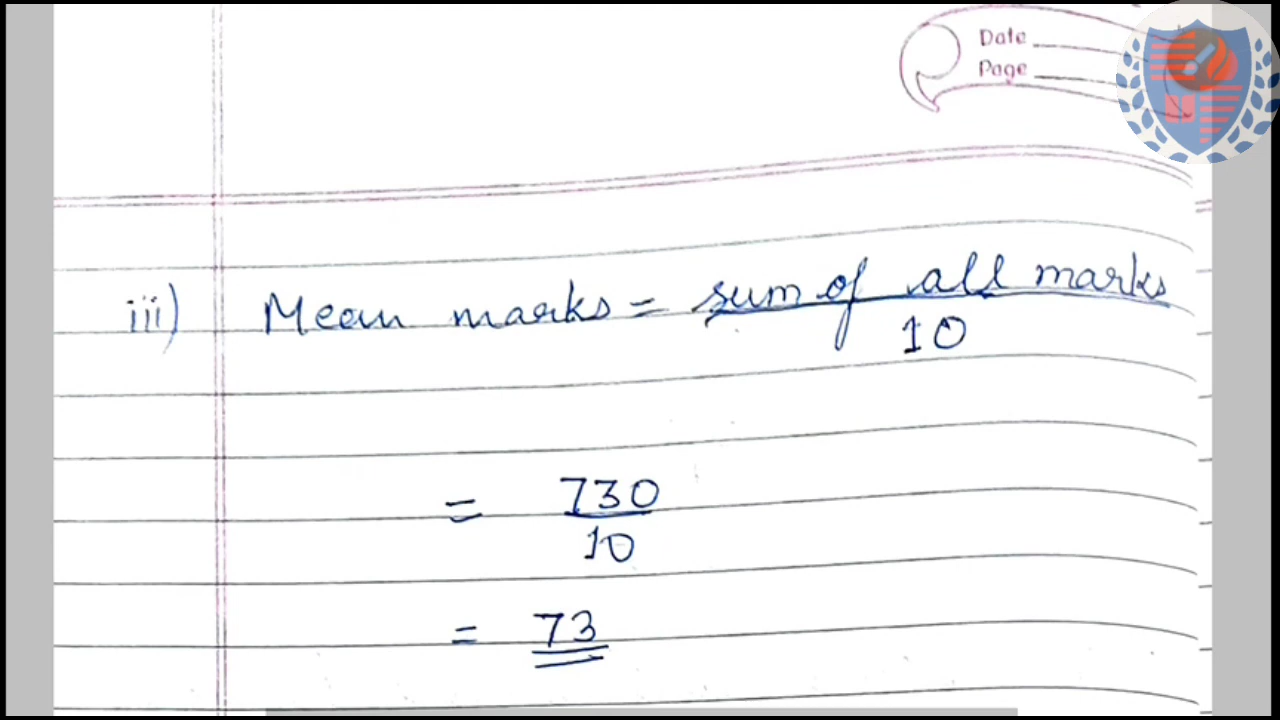 Date
Page
iii) Mean marks = sum of all marks
10
= 730
10
= 73